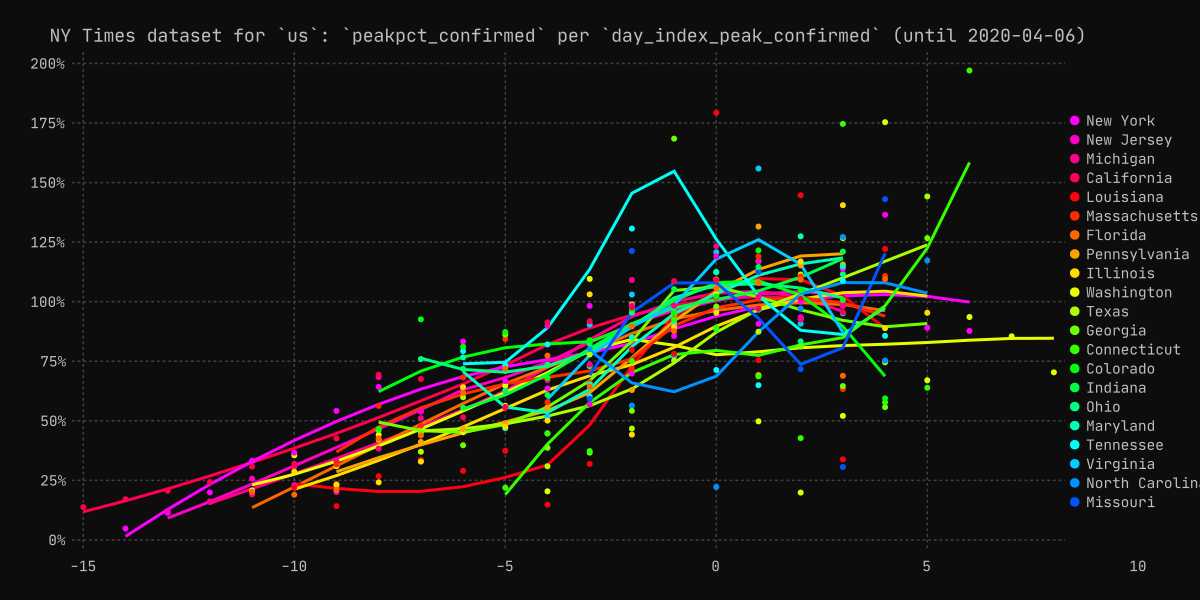 NY Times dataset for `us`: `peakpct_confirmed` per `day_index_peak_confirmed` (until 2020-04-06)
200%
175%
150%
125%
100%
75%
50%
25%
0%
-15
-10
-5
0
5
10
New York
New Jersey
Michigan
California
Louisiana
Massachusetts
Florida
Pennsylvania
Illinois
Washington
Texas
Georgia
Connecticut
Colorado
Indiana
Ohio
Maryland
Tennessee
Virginia
North Carolina
Missouri